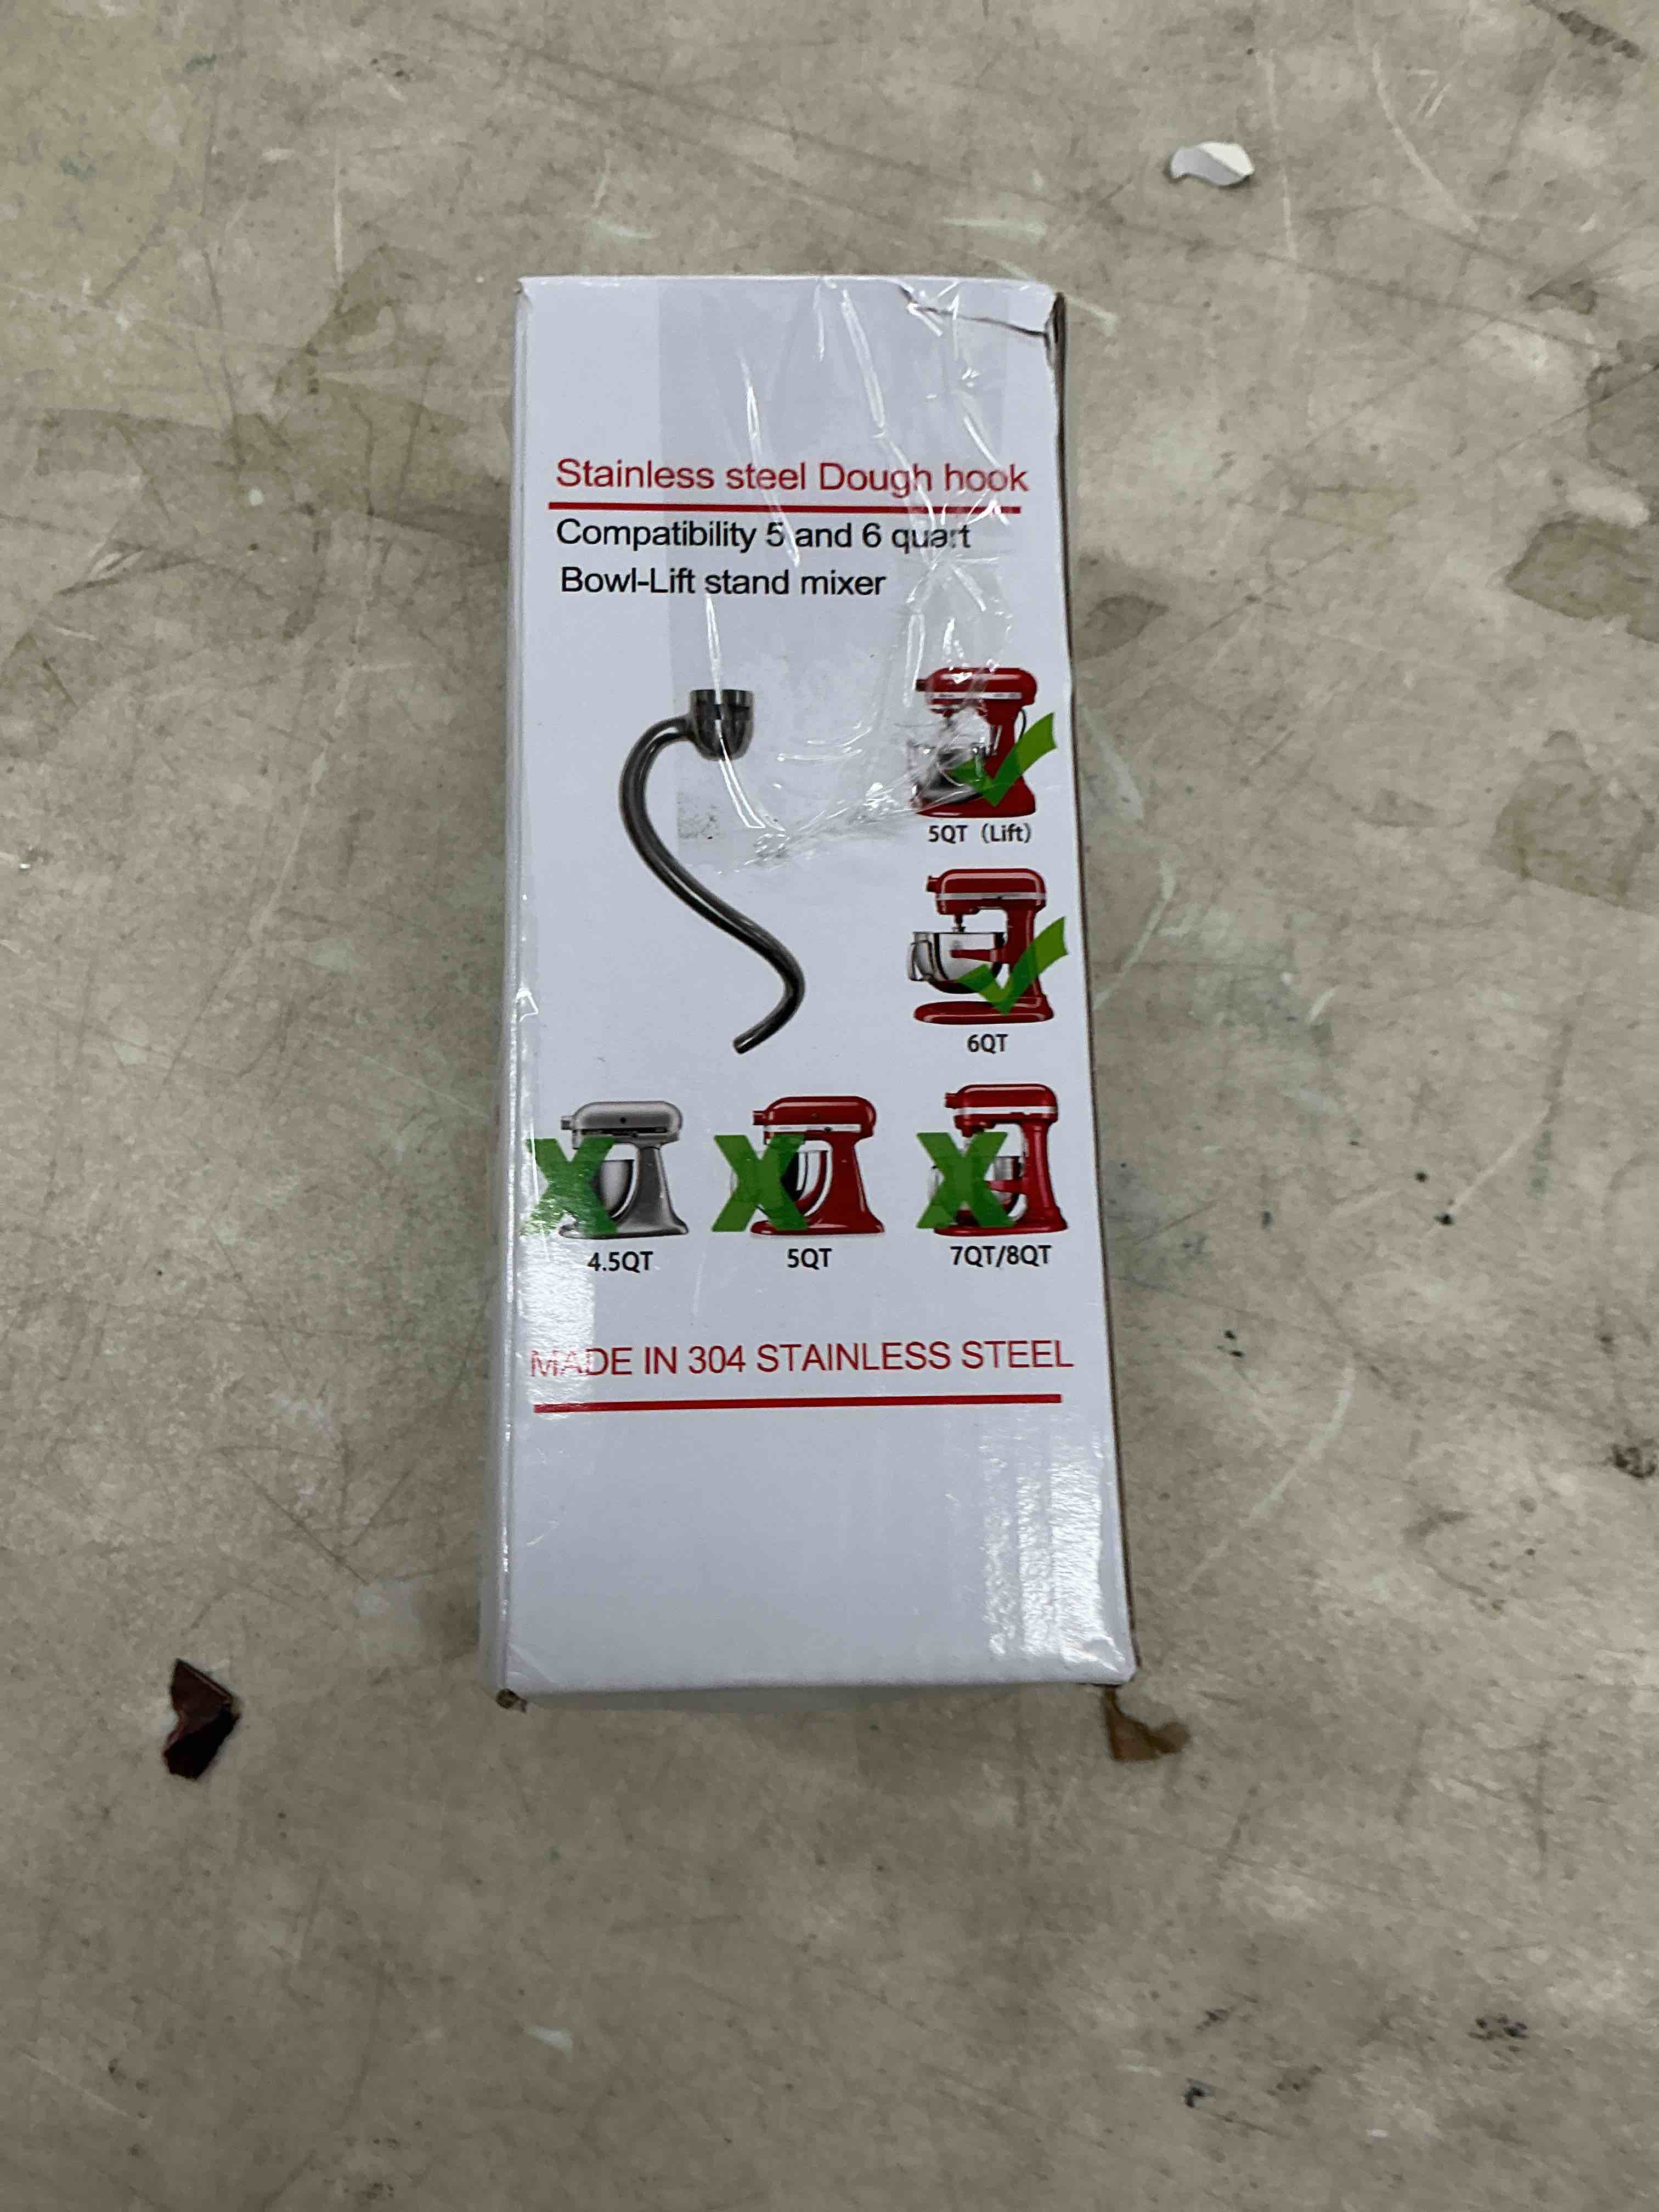 Stainless steel Dough hook
Compatibility 5 and 6 quart
Bowl-Lift stand mixer
5QT (Lift)
6QT
4.5QT
5QT
7QT/8QT
MADE IN 304 STAINLESS STEEL